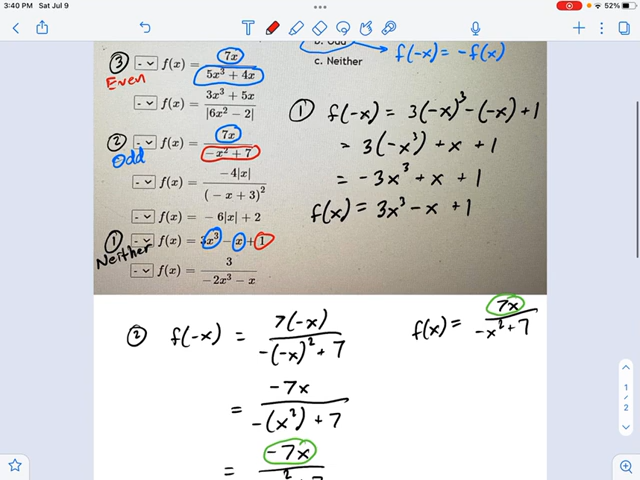 3:40 PM Sat Jul 9
52%
b. Odd
f(-x) = -f(x)
c. Neither
③ f(x) = 7x / (5x³ + 4x)
Even
f(x) = (3x³ + 5x) / |6x² − 2|
② f(x) = 7x / (−x² + 7)
Odd
f(x) = −4|x| / (−x + 3)²
f(x) = − 6|x| + 2
① f(x) = 3x³ − x + 1
Neither
f(x) = 3 / (−2x³ − x)
① f(-x) = 3(-x)³ - (-x) + 1
= 3(-x³) + x + 1
= -3x³ + x + 1
f(x) = 3x³ - x + 1
② f(-x) = 7(-x) / (-(-x)² + 7)
= -7x / (-(x²) + 7)
= -7x
f(x) = 7x / (-x² + 7)
1
2